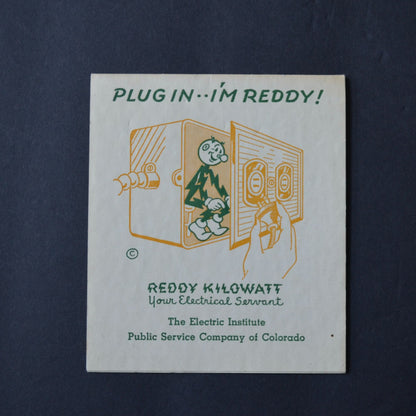 PLUG IN··I'M REDDY!
©
REDDY KILOWATT
Your Electrical Servant
The Electric Institute
Public Service Company of Colorado